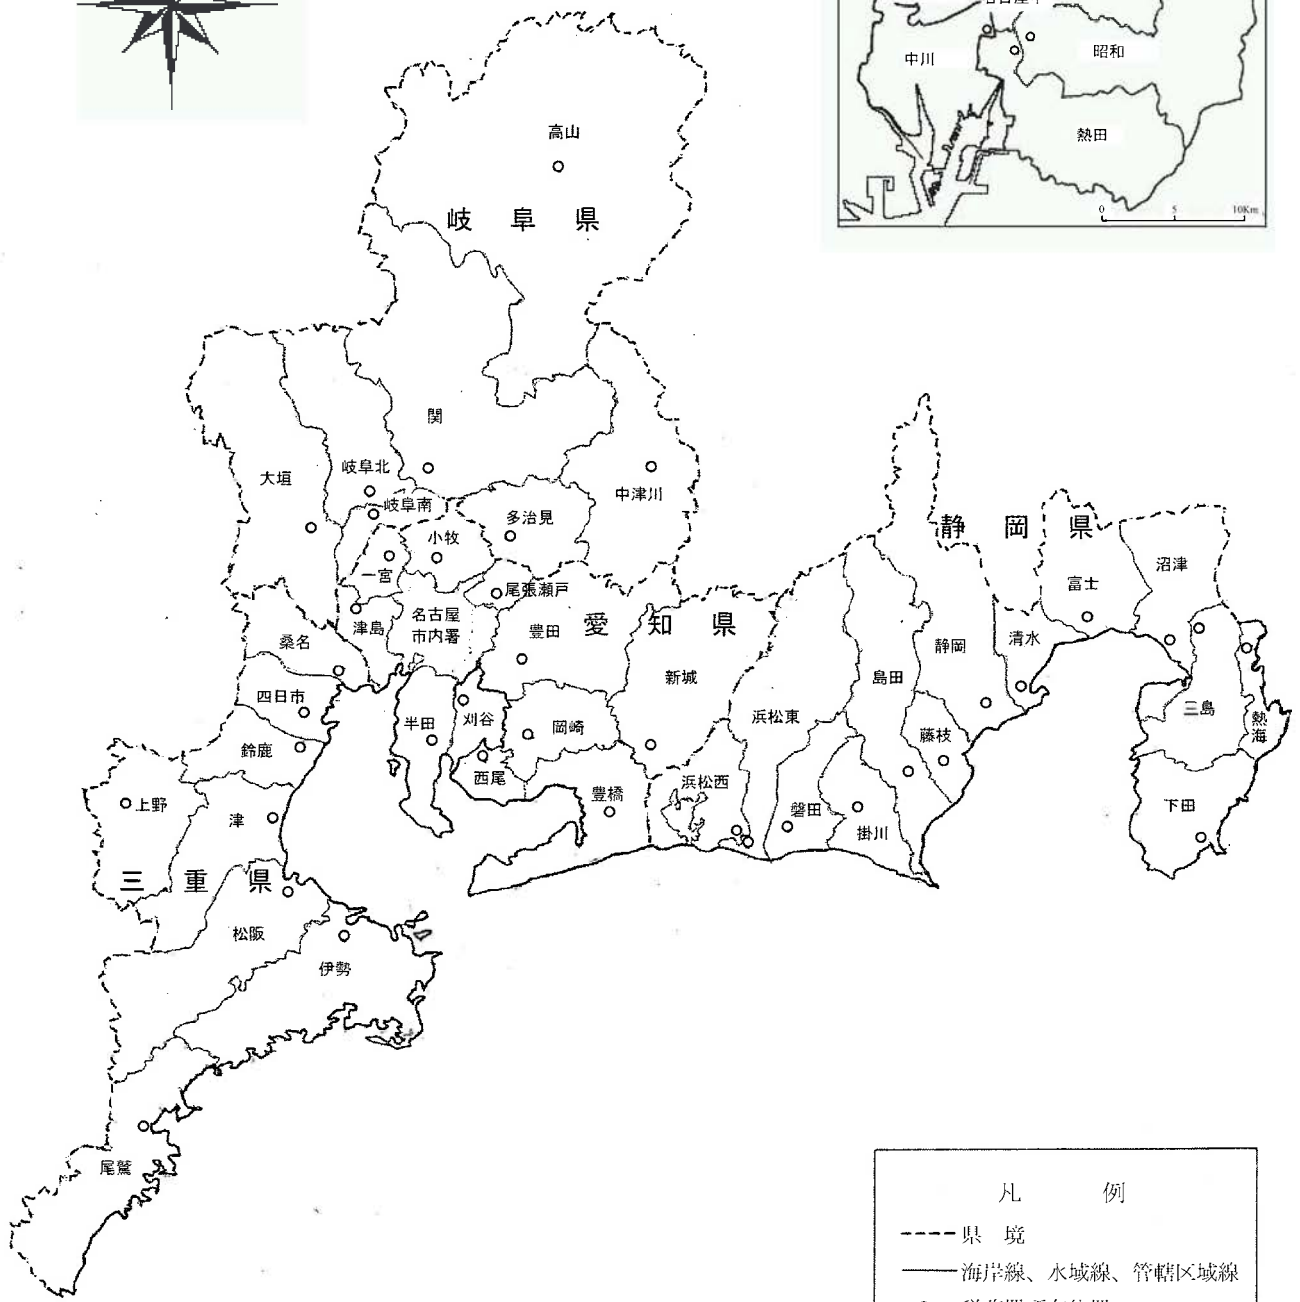 中川
昭和
熱田
0 5 10Km
高山
岐阜県
関
大垣
岐阜北
岐阜南
中津川
多治見
小牧
一宮
尾張瀬戸
津島
名古屋
市内署
豊田
愛知県
桑名
四日市
鈴鹿
半田
刈谷
岡崎
西尾
豊橋
新城
浜松東
浜松西
磐田
掛川
島田
藤枝
静岡
清水
静岡県
富士
沼津
三島
熱海
下田
上野
津
三重県
松阪
伊勢
尾鷲
凡例
県境
海岸線、水域線、管轄区域線